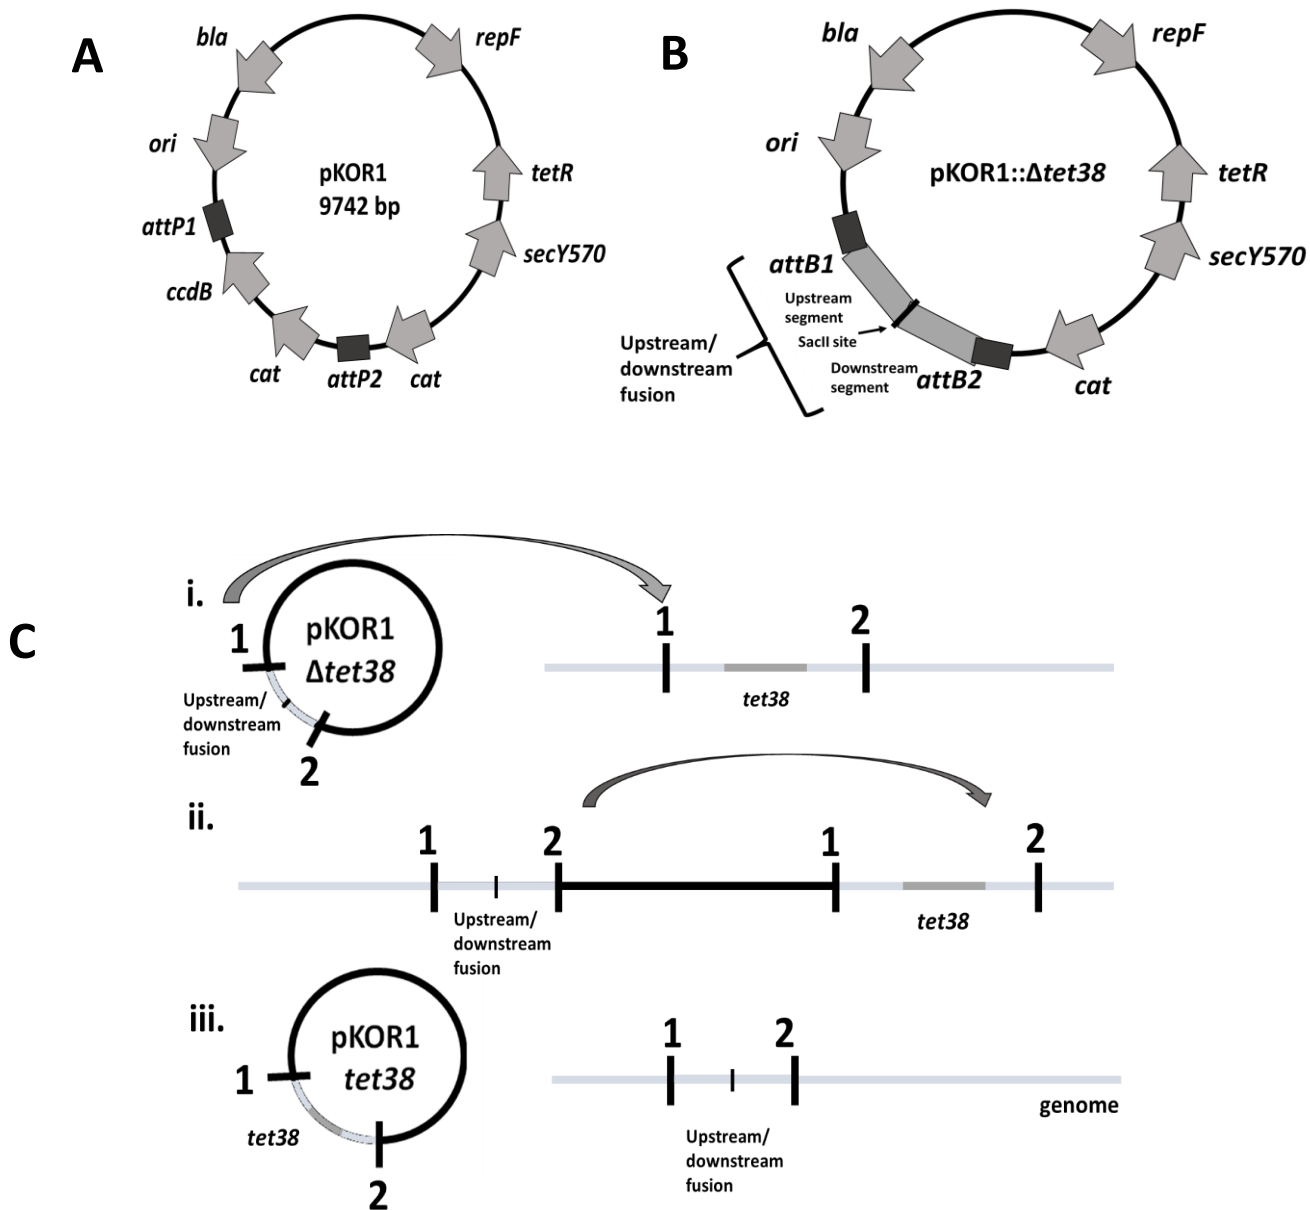 A
bla
repF
ori
pKOR1
9742 bp
tetR
attP1
secY570
ccdB
cat
attP2
cat
B
bla
repF
ori
pKOR1::Δtet38
tetR
attB1
secY570
Upstream
segment
SacII site
Upstream/
downstream
fusion
Downstream
segment
attB2
cat
C
i.
1
pKOR1
Δtet38
Upstream/
downstream
fusion
2
1
2
tet38
ii.
1
2
1
2
Upstream/
downstream
fusion
tet38
iii.
pKOR1
tet38
1
tet38
2
1
2
genome
Upstream/
downstream
fusion